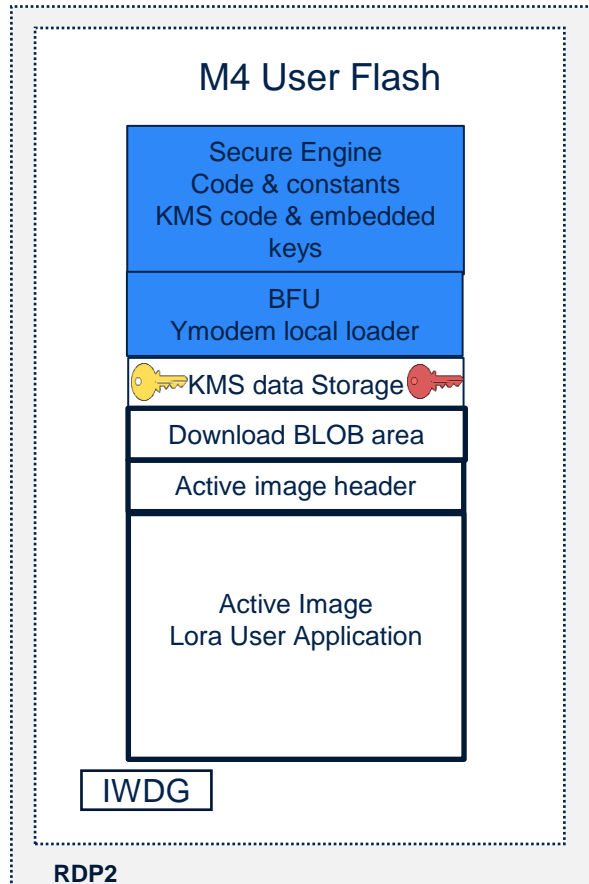 M4 User Flash
Secure Engine
Code & constants
KMS code & embedded
keys
BFU
Ymodem local loader
KMS data Storage
Download BLOB area
Active image header
Active Image
Lora User Application
IWDG
RDP2